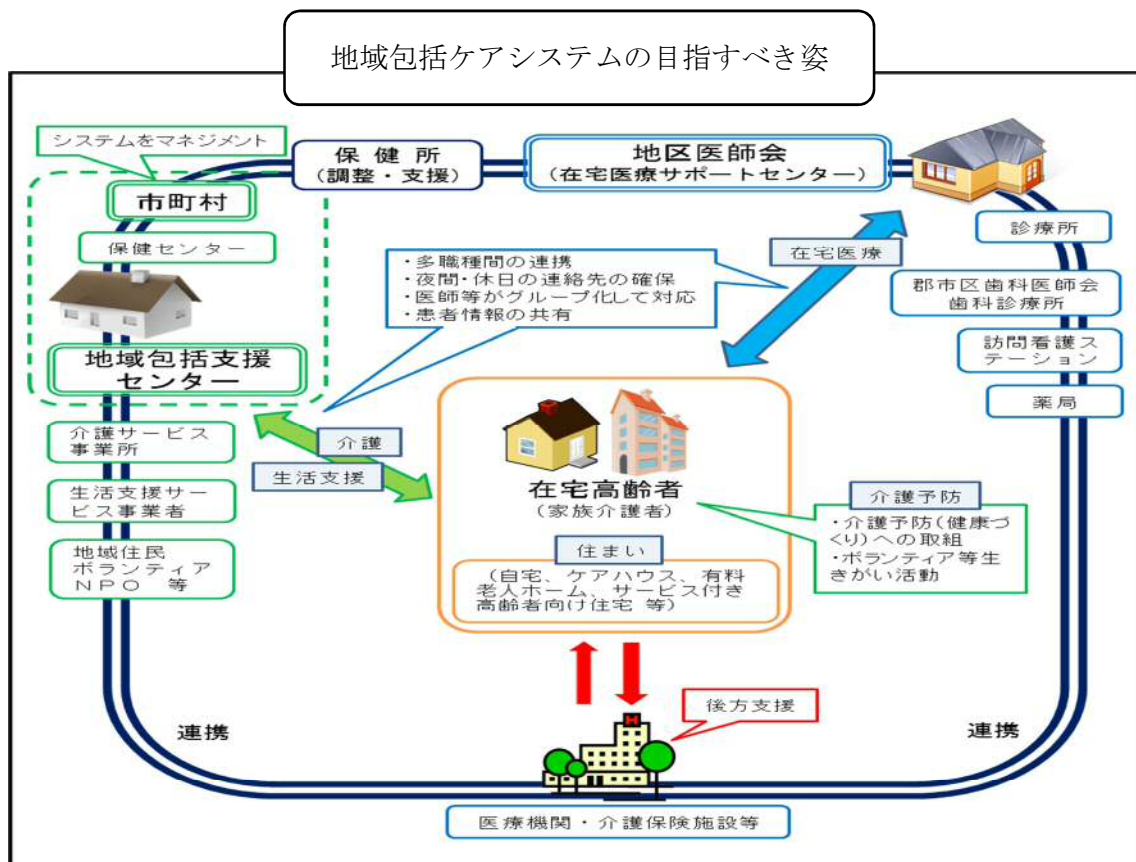 地域包括ケアシステムの目指すべき姿
システムをマネジメント
市町村
保健センター
地域包括支援
センター
介護サービス
事業所
生活支援サー
ビス事業者
地域住民
ボランティア
ＮＰＯ　等
保健所
（調整・支援）
地区医師会
（在宅医療サポートセンター）
診療所
郡市区歯科医師会
歯科診療所
訪問看護ス
テーション
薬局
・多職種間の連携
・夜間・休日の連絡先の確保
・医師等がグループ化して対応
・患者情報の共有
在宅医療
介護
生活支援
在宅高齢者
（家族介護者）
住まい
（自宅、ケアハウス、有料
老人ホーム、サービス付き
高齢者向け住宅 等）
介護予防
・介護予防（健康づ
くり）への取組
・ボランティア等生
きがい活動
後方支援
H
連携
連携
医療機関・介護保険施設等